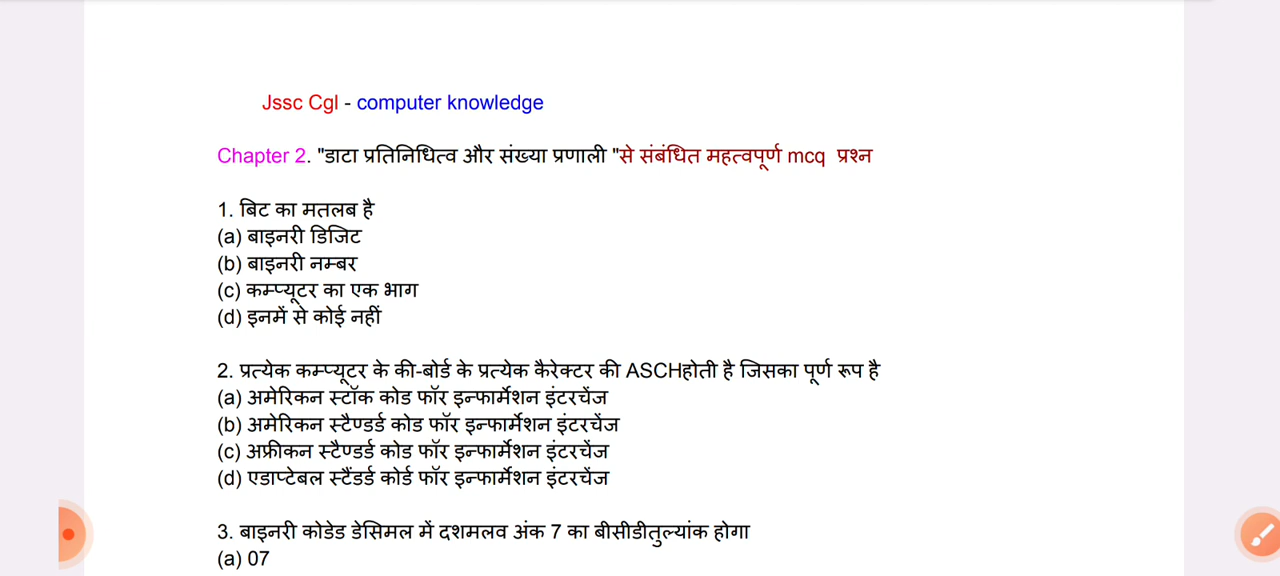 Jssc Cgl - computer knowledge
Chapter 2. "डाटा प्रतिनिधित्व और संख्या प्रणाली "से संबंधित महत्वपूर्ण mcq प्रश्न
1. बिट का मतलब है
(a) बाइनरी डिजिट
(b) बाइनरी नम्बर
(c) कम्प्यूटर का एक भाग
(d) इनमें से कोई नहीं
2. प्रत्येक कम्प्यूटर के की-बोर्ड के प्रत्येक कैरेक्टर की ASCHहोती है जिसका पूर्ण रूप है
(a) अमेरिकन स्टॉक कोड फॉर इन्फार्मेशन इंटरचेंज
(b) अमेरिकन स्टैण्डर्ड कोड फॉर इन्फार्मेशन इंटरचेंज
(c) अफ्रीकन स्टैण्डर्ड कोड फॉर इन्फार्मेशन इंटरचेंज
(d) एडाप्टेबल स्टैंडर्ड कोर्ड फॉर इन्फार्मेशन इंटरचेंज
3. बाइनरी कोडेड डेसिमल में दशमलव अंक 7 का बीसीडीतुल्यांक होगा
(a) 07